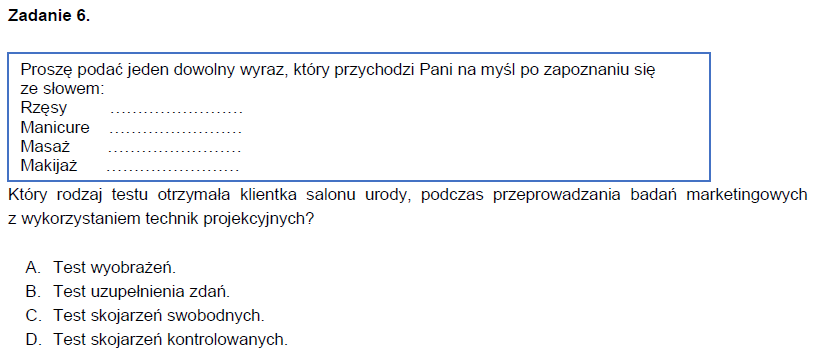 Zadanie 6.
Proszę podać jeden dowolny wyraz, który przychodzi Pani na myśl po zapoznaniu się
ze słowem:
Rzęsy ……………………
Manicure ……………………
Masaż ……………………
Makijaż ……………………
Który rodzaj testu otrzymała klientka salonu urody, podczas przeprowadzania badań marketingowych
z wykorzystaniem technik projekcyjnych?
A. Test wyobrażeń.
B. Test uzupełnienia zdań.
C. Test skojarzeń swobodnych.
D. Test skojarzeń kontrolowanych.